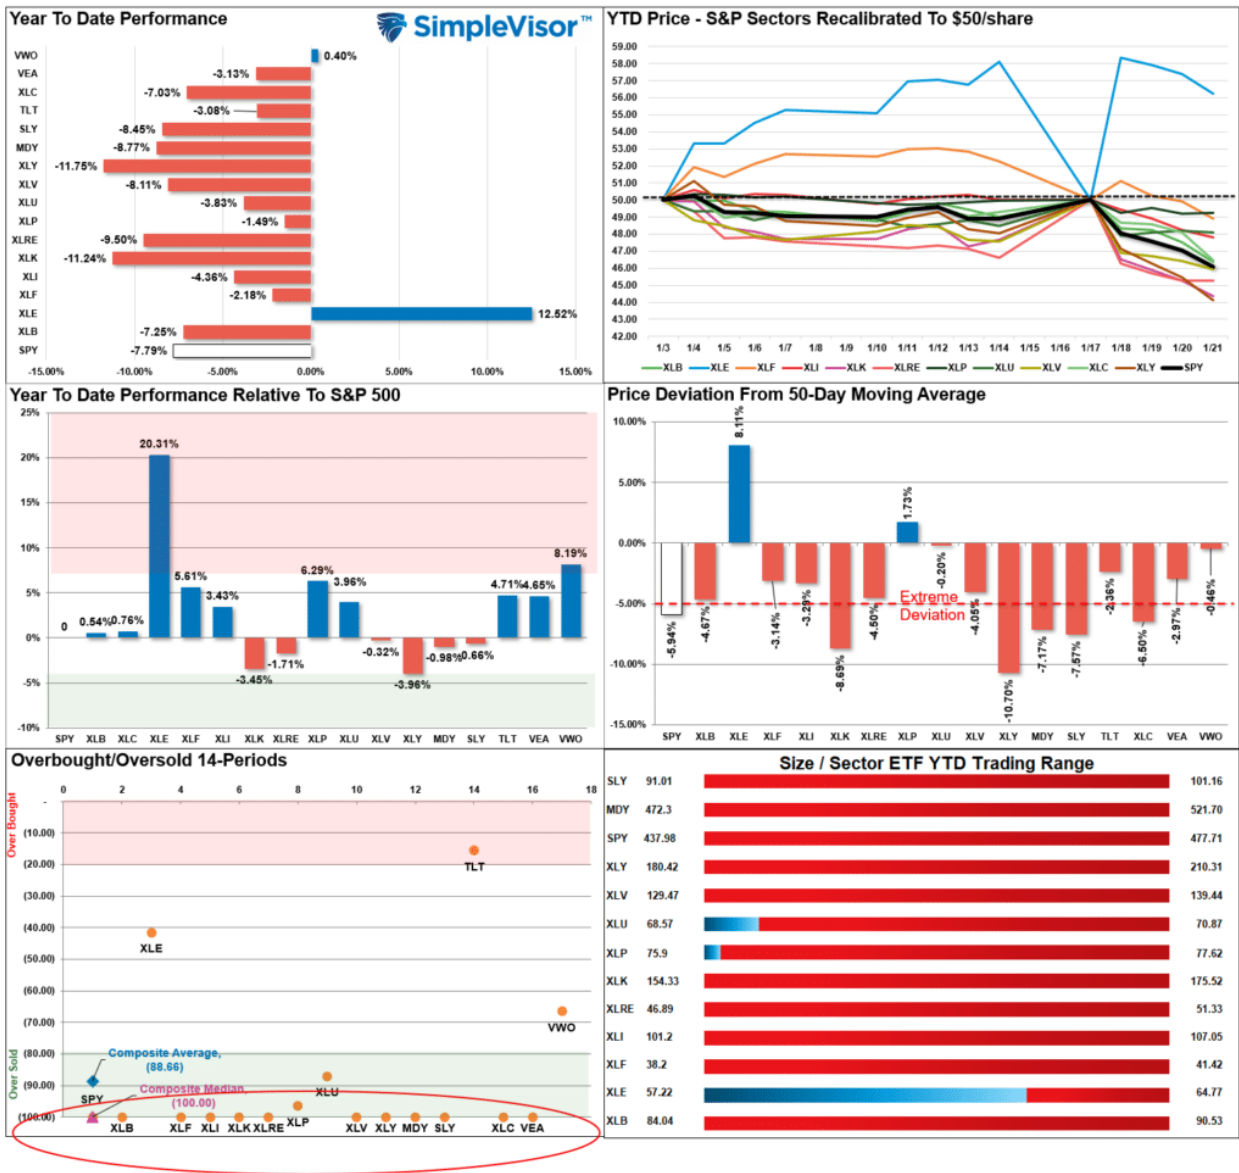 Year To Date Performance
SimpleVisor™
VWO 0.40%
VEA -3.13%
XLC -7.03%
TLT -3.08%
SLY -8.45%
MDY -8.77%
XLY -11.75%
XLV -8.11%
XLU -3.83%
XLP -1.49%
XLRE -9.50%
XLK -11.24%
XLI -4.36%
XLF -2.18%
XLE 12.52%
XLB -7.25%
SPY -7.79%
-15.00% -10.00% -5.00% 0.00% 5.00% 10.00% 15.00%
YTD Price - S&P Sectors Recalibrated To $50/share
59.00
58.00
57.00
56.00
55.00
54.00
53.00
52.00
51.00
50.00
49.00
48.00
47.00
46.00
45.00
44.00
43.00
42.00
1/3 1/4 1/5 1/6 1/7 1/8 1/9 1/10 1/11 1/12 1/13 1/14 1/15 1/16 1/17 1/18 1/19 1/20 1/21
XLB XLE XLF XLI XLK XLRE XLP XLU XLV XLC XLY SPY
Year To Date Performance Relative To S&P 500
25%
20%
15%
10%
5%
0%
-5%
-10%
0 0.54% 0.76% 20.31% 5.61% 3.43% -3.45% -1.71% 6.29% 3.96% -0.32% -3.96% -0.98% -0.66% 4.71% 4.65% 8.19%
SPY XLB XLC XLE XLF XLI XLK XLRE XLP XLU XLV XLY MDY SLY TLT VEA VWO
Price Deviation From 50-Day Moving Average
10.00%
5.00%
0.00%
-5.00%
-10.00%
-15.00%
-5.94% -4.67% 8.11% -3.14% -3.29% -8.69% -4.50% 1.73% -0.20% -4.05% -10.70% -7.17% -7.57% -2.36% -6.50% -2.97% -0.46%
Extreme
Deviation
SPY XLB XLE XLF XLI XLK XLRE XLP XLU XLV XLY MDY SLY TLT XLC VEA VWO
Overbought/Oversold 14-Periods
0 2 4 6 8 10 12 14 16 18
Over Bought
-
(10.00)
(20.00)
(30.00)
(40.00)
(50.00)
(60.00)
(70.00)
(80.00)
(90.00)
(100.00)
Over Sold
TLT
XLE
VWO
Composite Average,
(88.66)
SPY
Composite Median,
(100.00)
XLU
XLB XLF XLI XLK XLRE XLP XLV XLY MDY SLY XLC VEA
Size / Sector ETF YTD Trading Range
SLY 91.01 101.16
MDY 472.3 521.70
SPY 437.98 477.71
XLY 180.42 210.31
XLV 129.47 139.44
XLU 68.57 70.87
XLP 75.9 77.62
XLK 154.33 175.52
XLRE 46.89 51.33
XLI 101.2 107.05
XLF 38.2 41.42
XLE 57.22 64.77
XLB 84.04 90.53